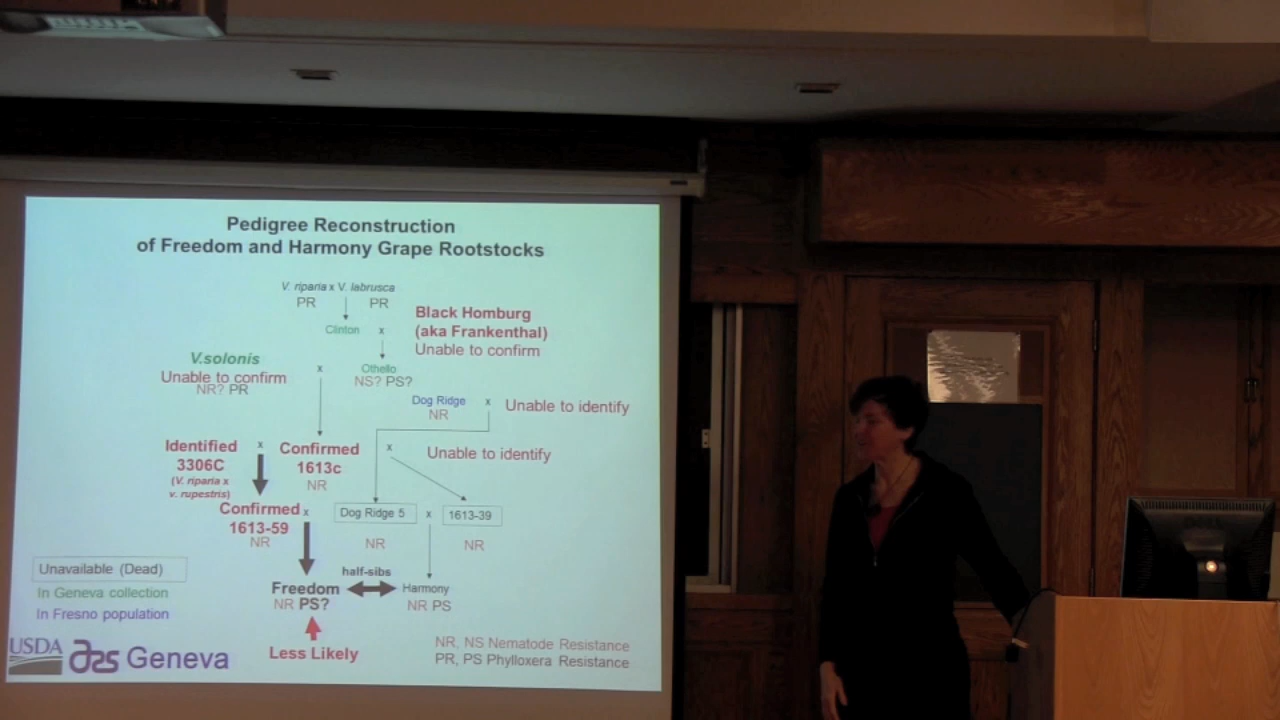 Pedigree Reconstruction
of Freedom and Harmony Grape Rootstocks
V. riparia x V. labrusca
PR PR
Clinton x
Black Homburg
(aka Frankenthal)
Unable to confirm
V.solonis
Unable to confirm
NR? PR
x
Othello
NS? PS?
Dog Ridge x Unable to identify
NR
x Unable to identify
Identified
3306C
(V. riparia x
v. rupestris)
x
Confirmed
1613c
NR
Confirmed x
1613-59
NR
Dog Ridge 5 x 1613-39
NR NR
Unavailable (Dead)
In Geneva collection
In Fresno population
half-sibs
Freedom
NR PS?
Harmony
NR PS
Less Likely
NR, NS Nematode Resistance
PR, PS Phylloxera Resistance
USDA ars Geneva
DELL